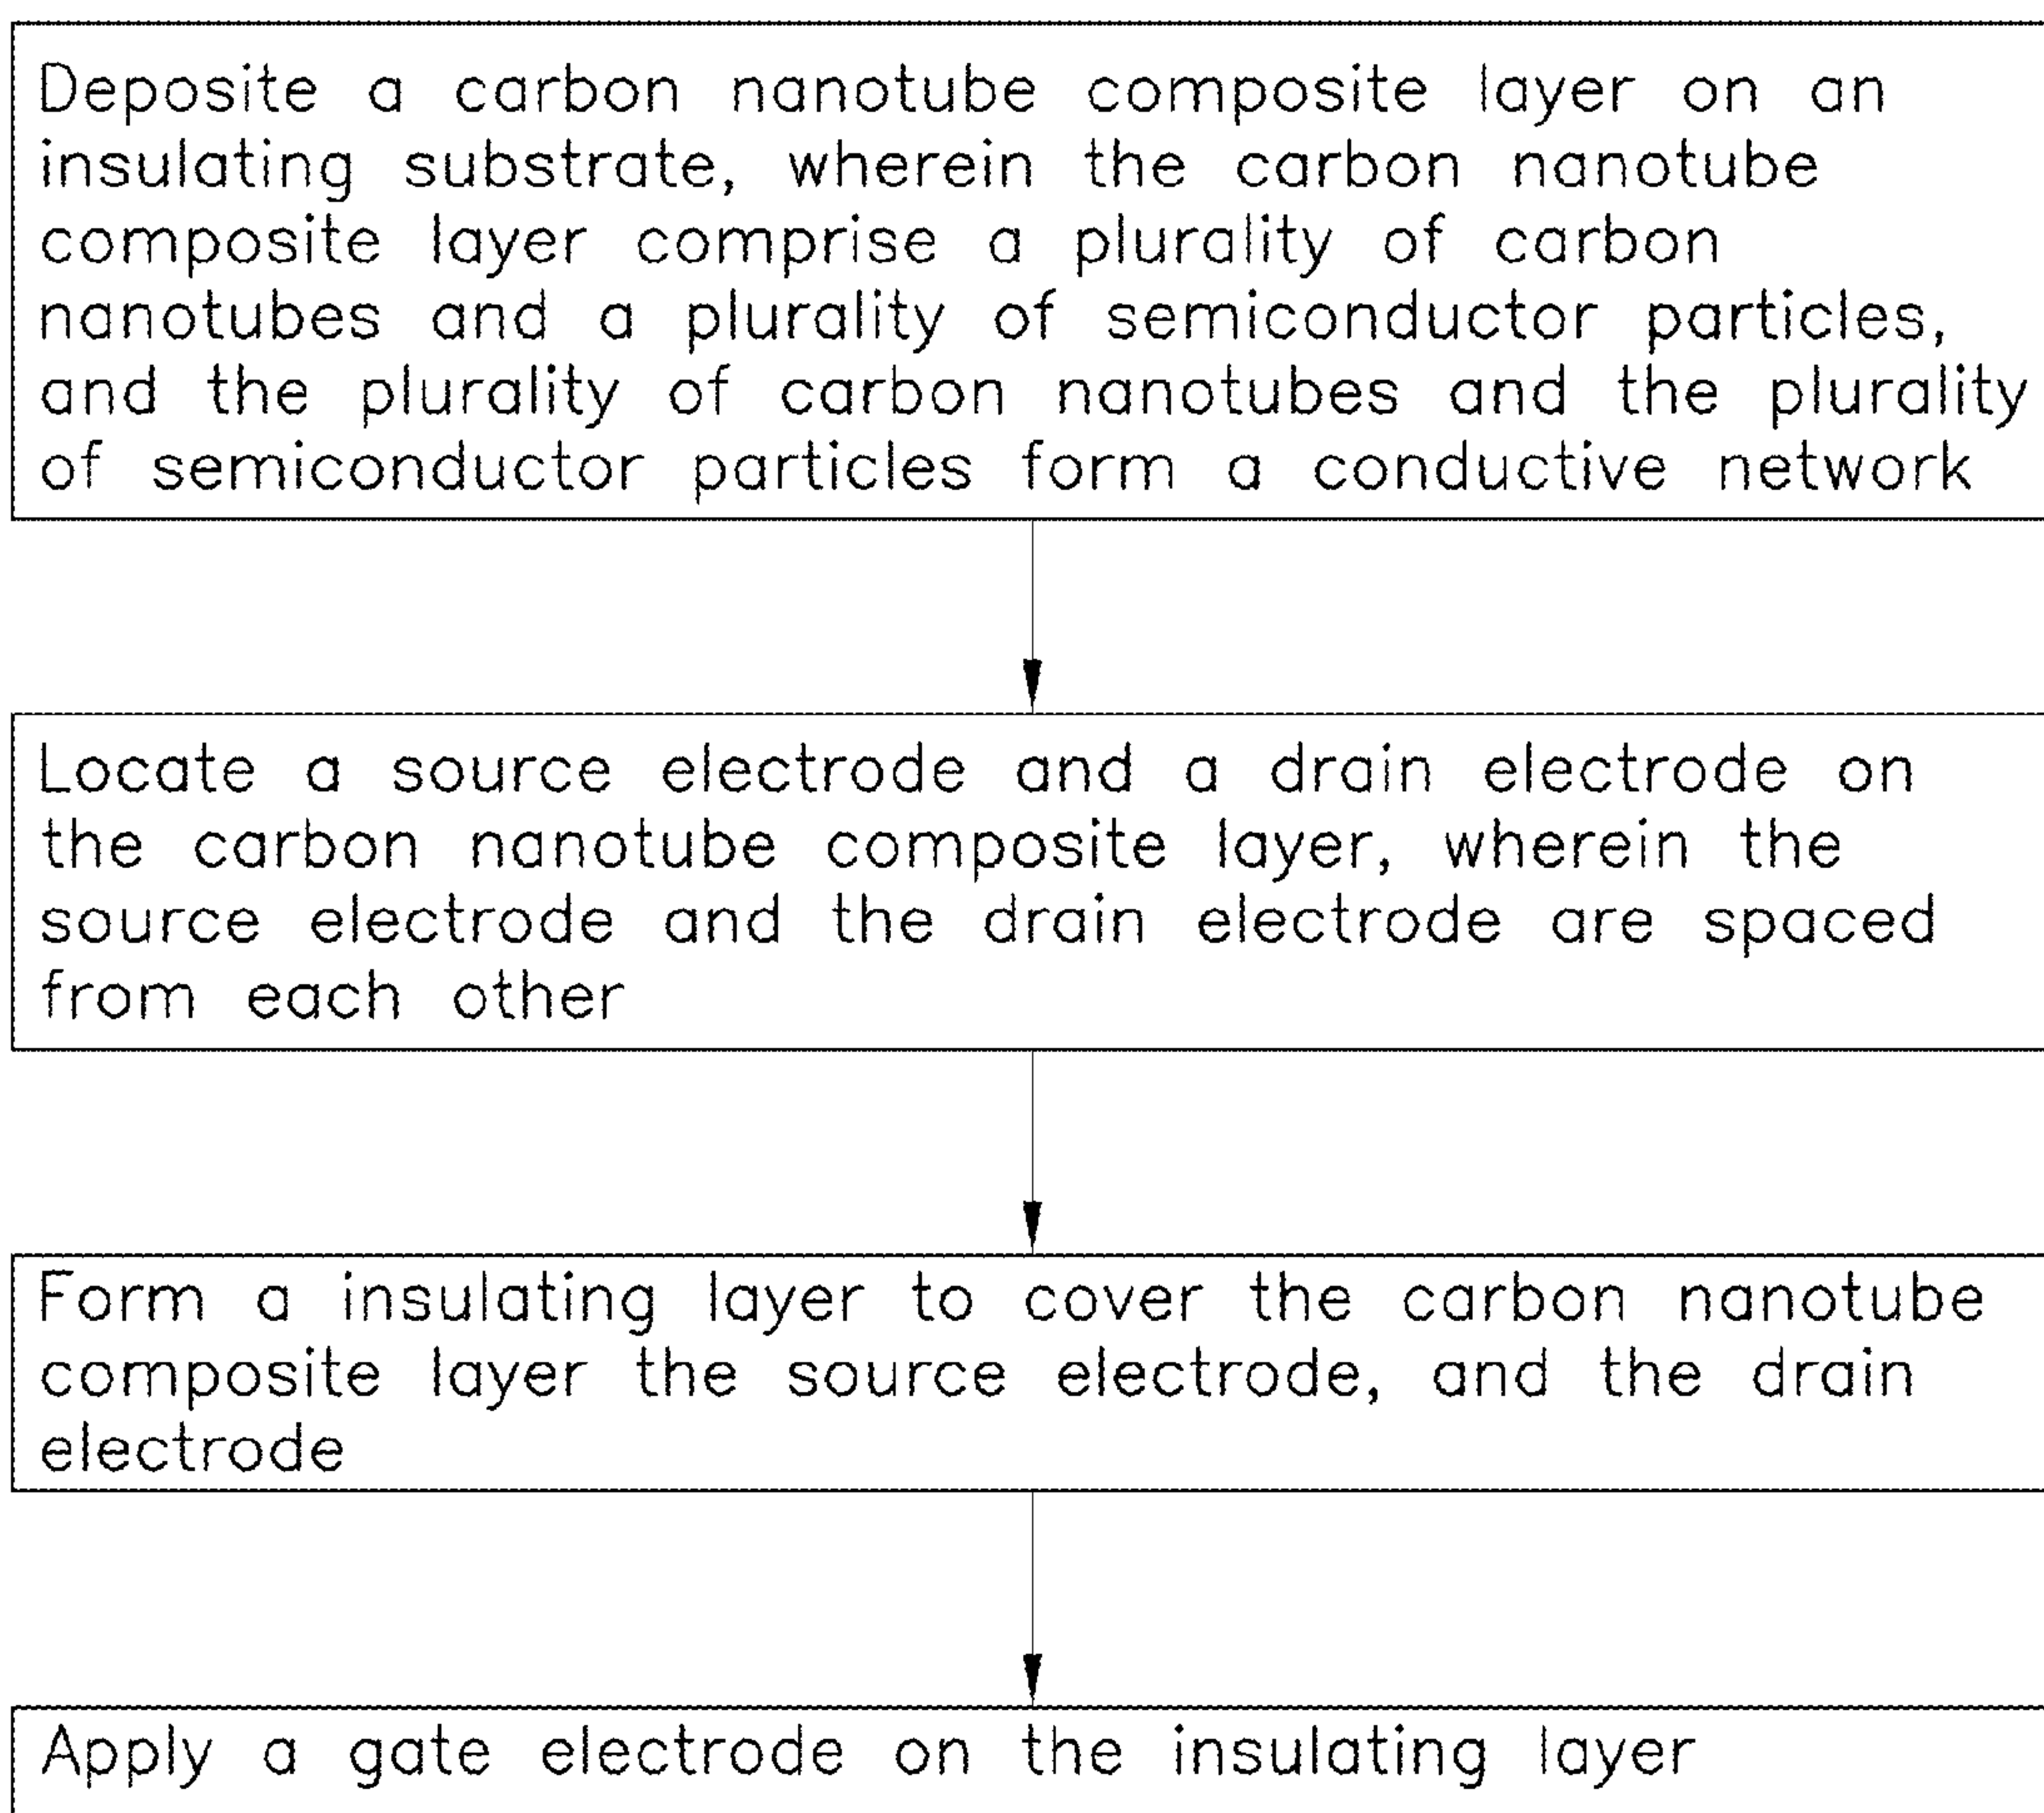 Deposite a carbon nanotube composite layer on an
insulating substrate, wherein the carbon nanotube
composite layer comprise a plurality of carbon
nanotubes and a plurality of semiconductor particles,
and the plurality of carbon nanotubes and the plurality
of semiconductor particles form a conductive network
Locate a source electrode and a drain electrode on
the carbon nanotube composite layer, wherein the
source electrode and the drain electrode are spaced
from each other
Form a insulating layer to cover the carbon nanotube
composite layer the source electrode, and the drain
electrode
Apply a gate electrode on the insulating layer